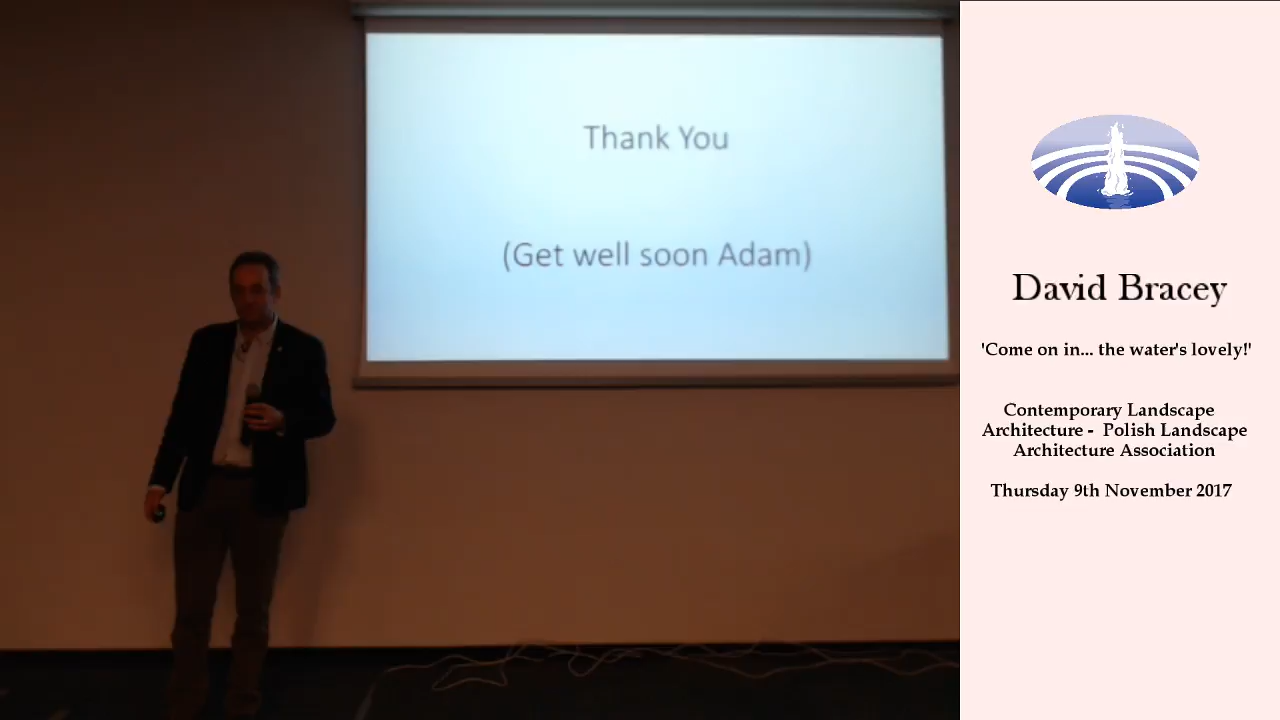 Thank You
(Get well soon Adam)
David Bracey
'Come on in... the water's lovely!'
Contemporary Landscape
Architecture - Polish Landscape
Architecture Association
Thursday 9th November 2017